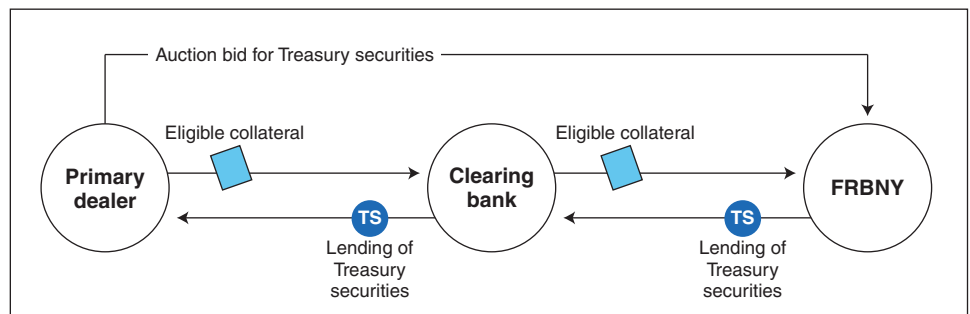 Auction bid for Treasury securities
Eligible collateral
Eligible collateral
Primary
dealer
Clearing
bank
FRBNY
TS
TS
Lending of
Treasury
securities
Lending of
Treasury
securities